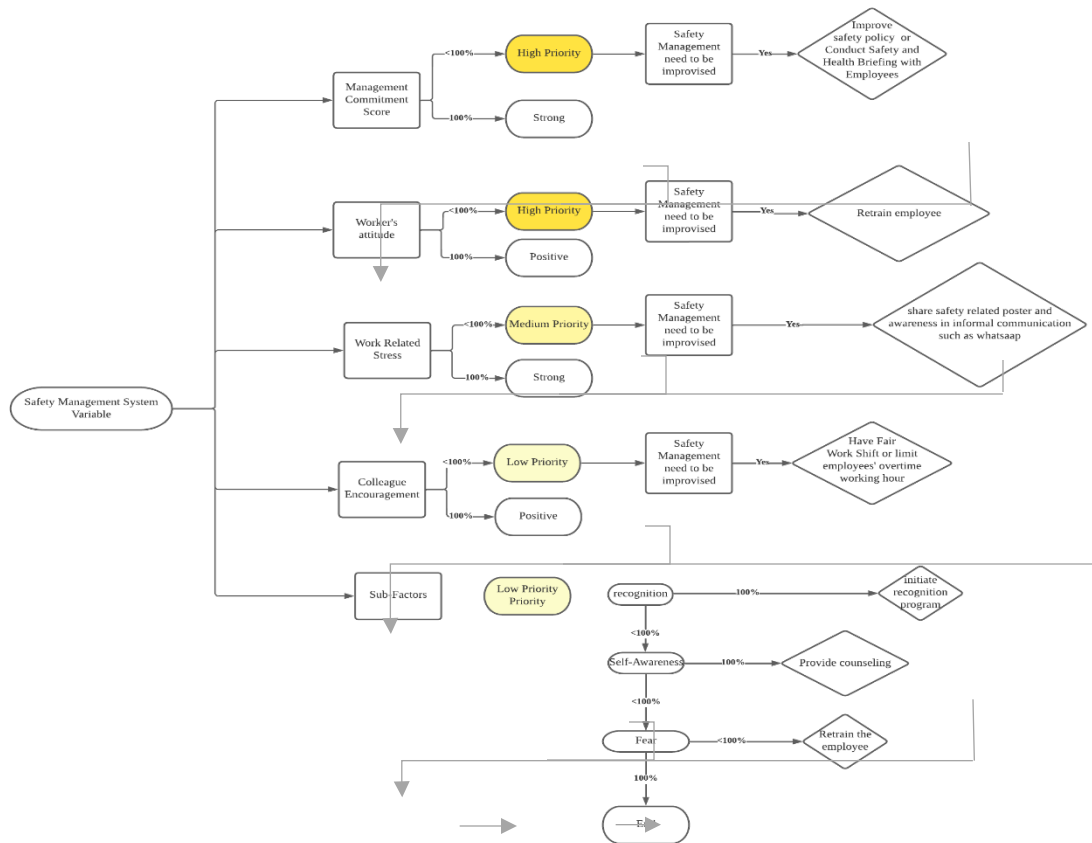 Improve
safety policy or
Conduct Safety and
Health Briefing with
Employees
<100%
High Priority
Safety
Management
need to be
improvised
Yes
Management
Commitment
Score
100%
Strong
Safety
Management
need to be
improvised
<100%
High Priority
Yes
Retrain employee
Worker's
attitude
100%
Positive
Safety
Management
need to be
improvised
<100%
Medium Priority
Yes
share safety related poster and
awareness in informal communication
such as whatsaap
Work Related
Stress
100%
Strong
Safety Management System
Variable
Have Fair
Work Shift or limit
employees' overtime
working hour
<100%
Low Priority
Safety
Management
need to be
improvised
Yes
Colleague
Encouragement
100%
Positive
Sub-Factors
Low Priority
Priority
recognition
100%
initiate
recognition
program
<100%
Self-Awareness
100%
Provide counseling
<100%
Fear
<100%
Retrain the
employee
100%